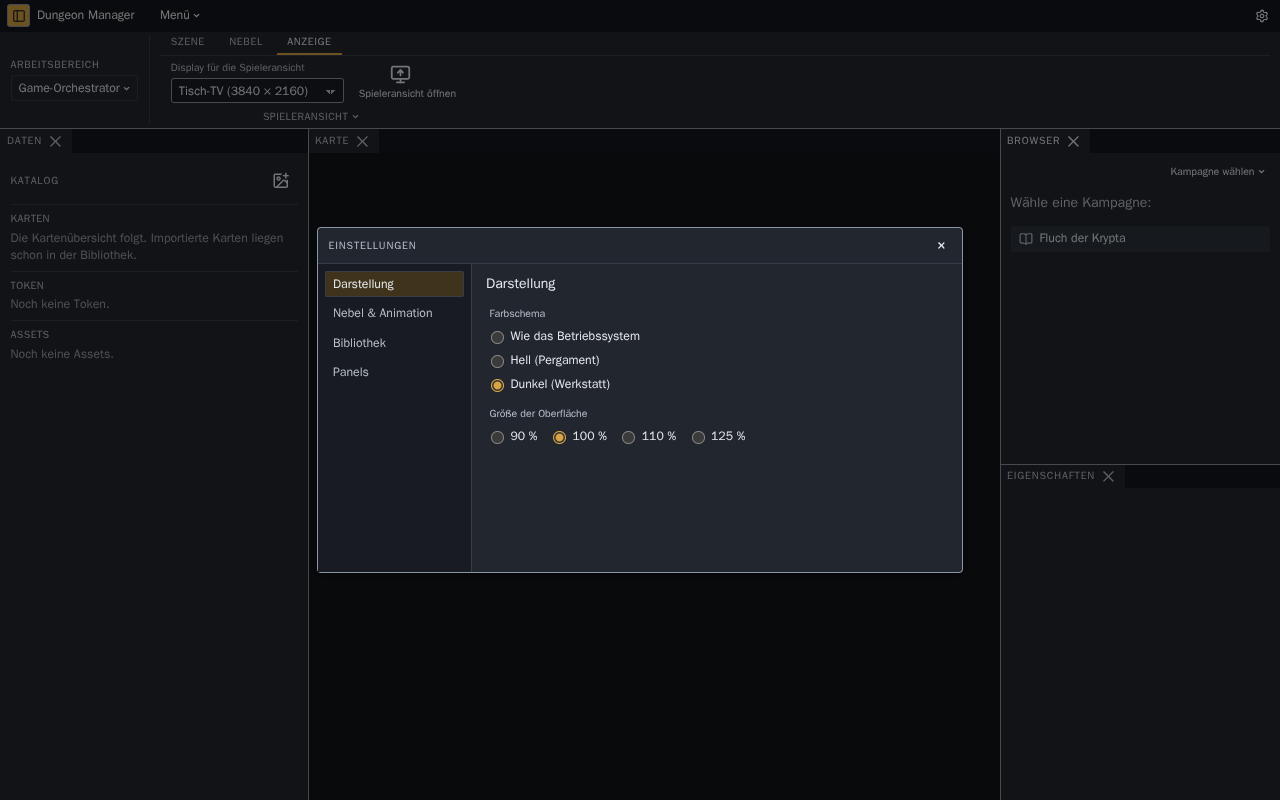 Dungeon Manager
Menü
SZENE
NEBEL
ANZEIGE
ARBEITSBEREICH
Game-Orchestrator
Display für die Spieleransicht
Tisch-TV (3840 × 2160)
Spieleransicht öffnen
SPIELERANSICHT
DATEN
KARTE
BROWSER
KATALOG
KARTEN
Die Kartenübersicht folgt. Importierte Karten liegen
schon in der Bibliothek.
TOKEN
Noch keine Token.
ASSETS
Noch keine Assets.
EINSTELLUNGEN
Darstellung
Nebel & Animation
Bibliothek
Panels
Darstellung
Farbschema
Wie das Betriebssystem
Hell (Pergament)
Dunkel (Werkstatt)
Größe der Oberfläche
90 %
100 %
110 %
125 %
Kampagne wählen
Wähle eine Kampagne:
Fluch der Krypta
EIGENSCHAFTEN